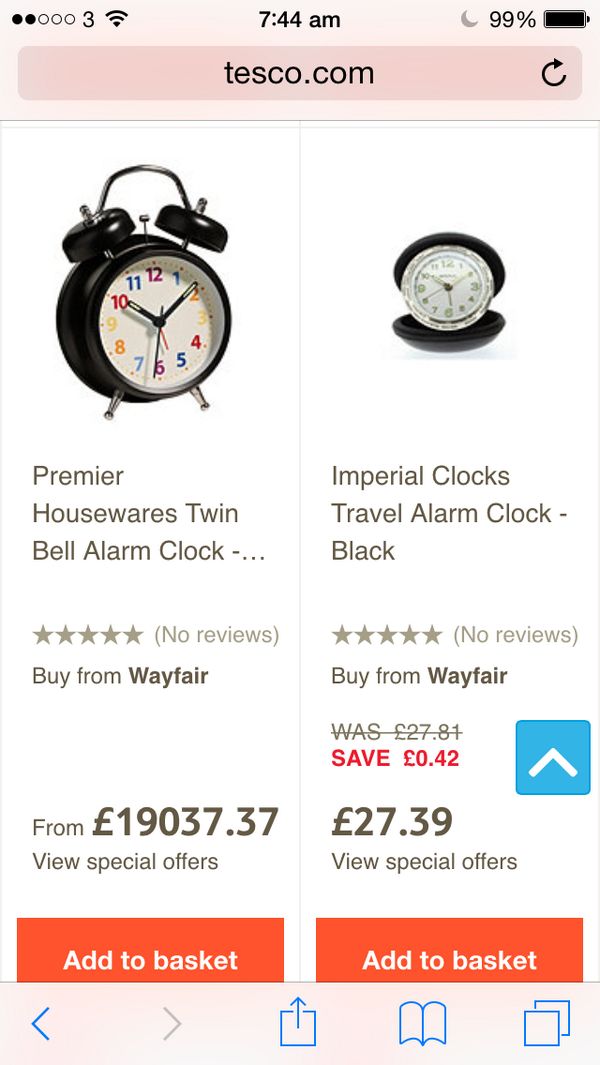 3 7:44 am 99%
tesco.com
12
11 1
10 2
9 3
8 4
7 6 5
12
Premier
Housewares Twin
Bell Alarm Clock -...
(No reviews)
Buy from Wayfair
From £19037.37
View special offers
Add to basket
Imperial Clocks
Travel Alarm Clock -
Black
(No reviews)
Buy from Wayfair
WAS £27.81
SAVE £0.42
£27.39
View special offers
Add to basket